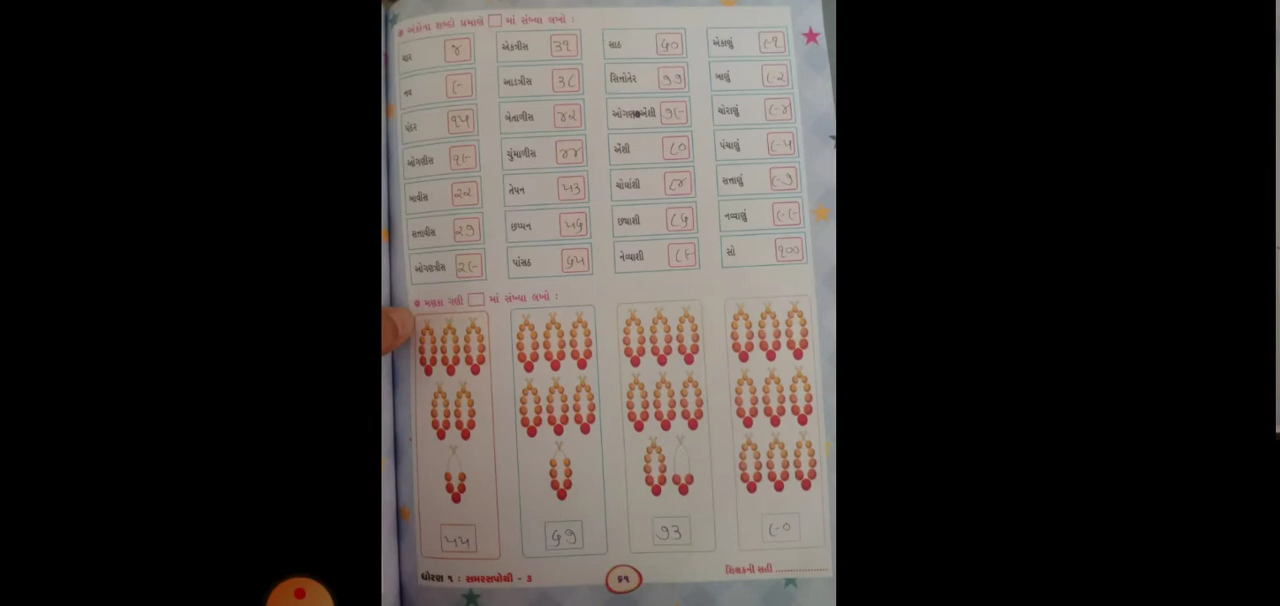 અંકોના શબ્દો પ્રમાણે માં સંખ્યા લખો :
ચાર ૪ એકત્રીસ ૩૧ સાઠ ૬૦ એકાણું ૯૧
નવ ૯ આડત્રીસ ૩૮ સિત્તોતેર ૭૭ બાણું ૯૨
પંદર ૧૫ બેતાળીસ ૪૨ ઓગણએંશી ૭૯ ચોરાણું ૯૪
ઓગણીસ ૧૯ ચુંમાળીસ ૪૪ એંશી ૮૦ પંચાણું ૯૫
બાવીસ ૨૨ તેપન ૫૩ ચોર્યાશી ૮૪ સત્તાણું ૯૭
સત્તાવીસ ૨૭ છપ્પન ૫૬ છયાશી ૮૬ નવ્વાણું ૯૯
ઓગણત્રીસ ૨૯ પાંસઠ ૬૫ નેવ્યાશી ૮૯ સો ૧૦૦
મણકા ગણી માં સંખ્યા લખો :
૫૫ ૬૭ ૭૩ ૯૦
ધોરણ ૧ : સમરસપોથી - ૩ ૬૧ શિક્ષકની સહી ..................